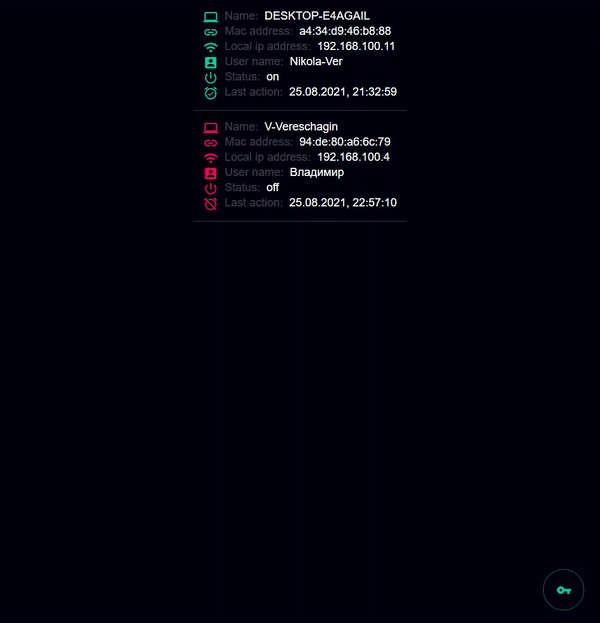 Name: DESKTOP-E4AGAIL
Mac address: a4:34:d9:46:b8:88
Local ip address: 192.168.100.11
User name: Nikola-Ver
Status: on
Last action: 25.08.2021, 21:32:59
Name: V-Vereschagin
Mac address: 94:de:80:a6:6c:79
Local ip address: 192.168.100.4
User name: Владимир
Status: off
Last action: 25.08.2021, 22:57:10